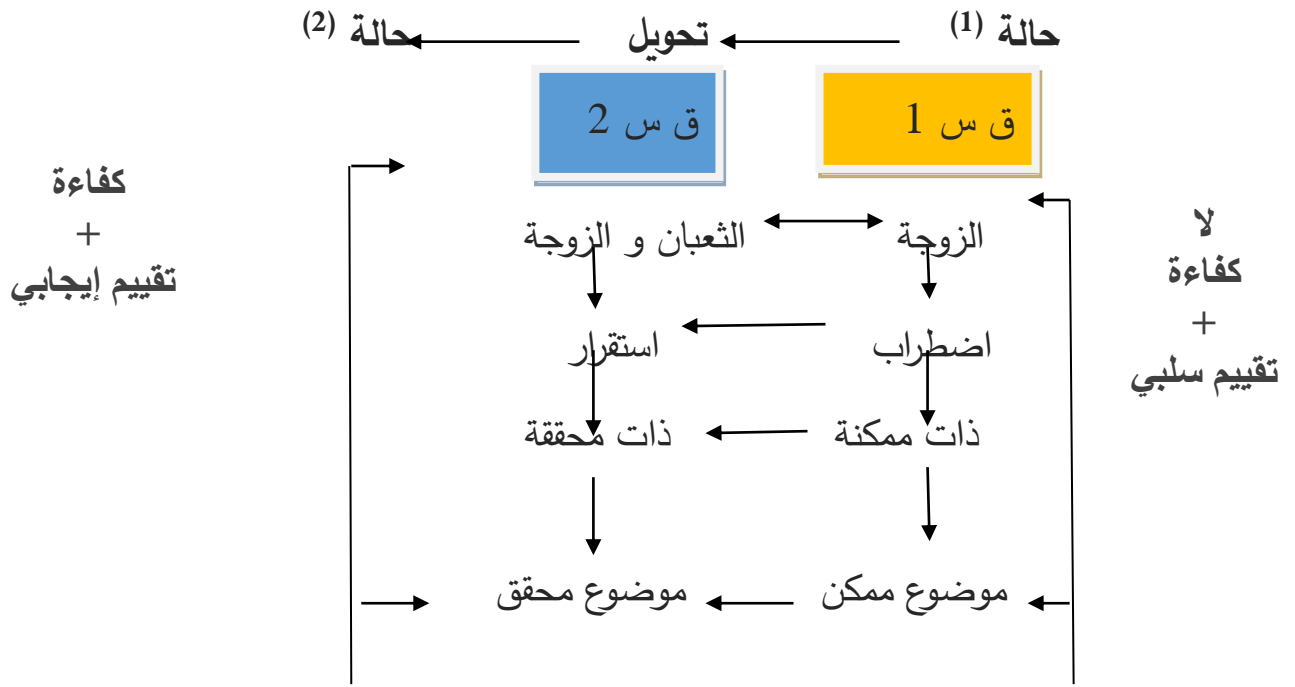 حالة (1) تحويل حالة (2)
ق س 1 ق س 2
الزوجة الثعبان و الزوجة
اضطراب استقرار
ذات ممكنة ذات محققة
موضوع ممكن موضوع محقق
لا
كفاءة
+
تقييم سلبي
كفاءة
+
تقييم إيجابي